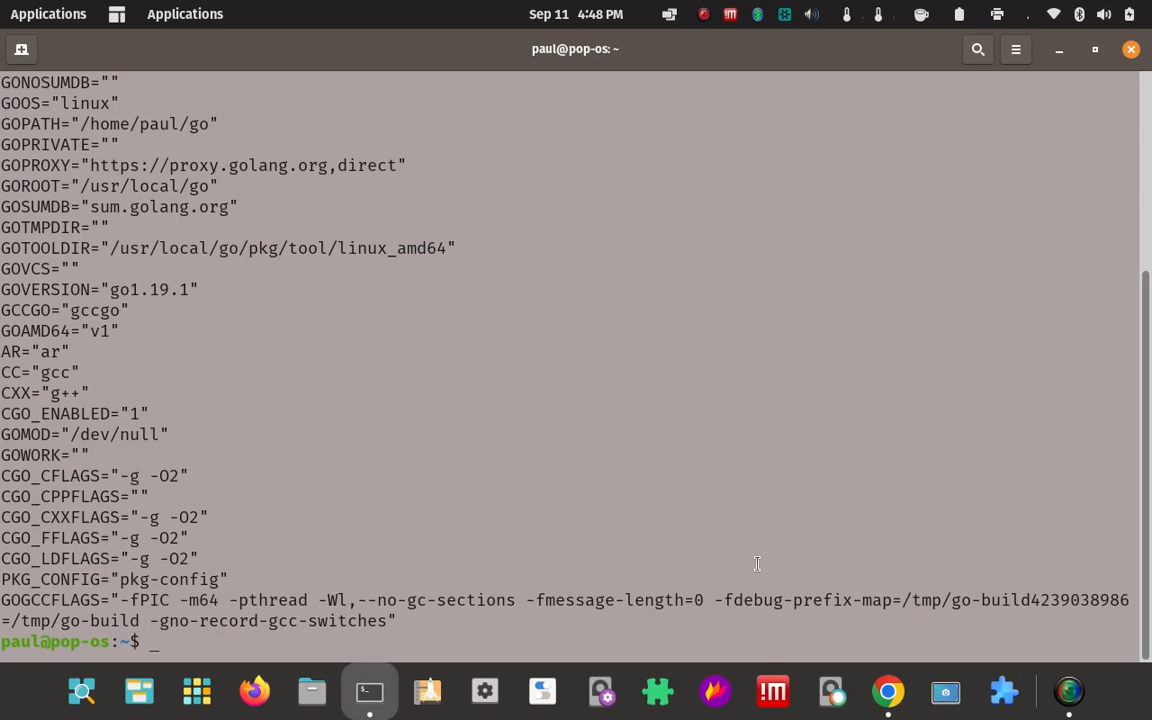 Applications
Applications
Sep 11 4:48 PM
paul@pop-os: ~
GONOSUMDB=""
GOOS="linux"
GOPATH="/home/paul/go"
GOPRIVATE=""
GOPROXY="https://proxy.golang.org,direct"
GOROOT="/usr/local/go"
GOSUMDB="sum.golang.org"
GOTMPDIR=""
GOTOOLDIR="/usr/local/go/pkg/tool/linux_amd64"
GOVCS=""
GOVERSION="go1.19.1"
GCCGO="gccgo"
GOAMD64="v1"
AR="ar"
CC="gcc"
CXX="g++"
CGO_ENABLED="1"
GOMOD="/dev/null"
GOWORK=""
CGO_CFLAGS="-g -O2"
CGO_CPPFLAGS=""
CGO_CXXFLAGS="-g -O2"
CGO_FFLAGS="-g -O2"
CGO_LDFLAGS="-g -O2"
PKG_CONFIG="pkg-config"
GOGCCFLAGS="-fPIC -m64 -pthread -Wl,--no-gc-sections -fmessage-length=0 -fdebug-prefix-map=/tmp/go-build4239038986
=/tmp/go-build -gno-record-gcc-switches"
paul@pop-os:~$ _
!M